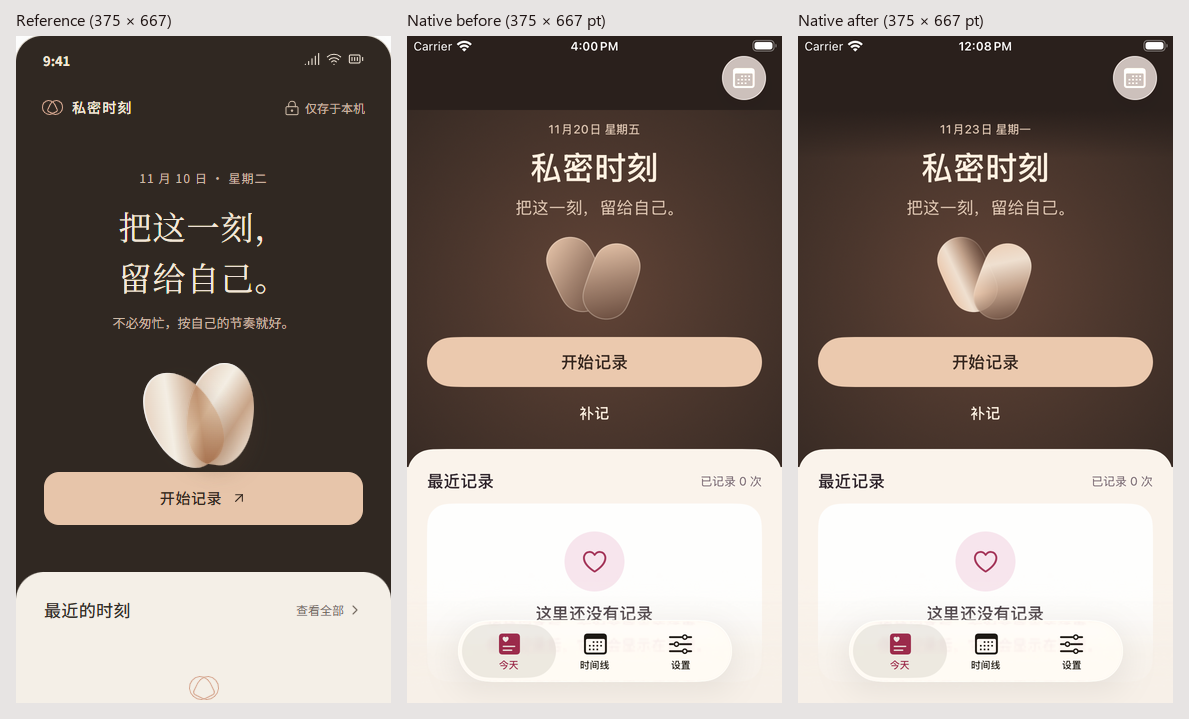 Reference (375 × 667)
9:41
私密时刻
仅存于本机
11 月 10 日 · 星期二
把这一刻，
留给自己。
不必匆忙，按自己的节奏就好。
开始记录
最近的时刻
查看全部
Native before (375 × 667 pt)
Carrier
4:00 PM
11月20日 星期五
私密时刻
把这一刻，留给自己。
开始记录
补记
最近记录
已记录 0 次
这里还没有记录
今天
时间线
设置
Native after (375 × 667 pt)
Carrier
12:08 PM
11月23日 星期一
私密时刻
把这一刻，留给自己。
开始记录
补记
最近记录
已记录 0 次
这里还没有记录
今天
时间线
设置